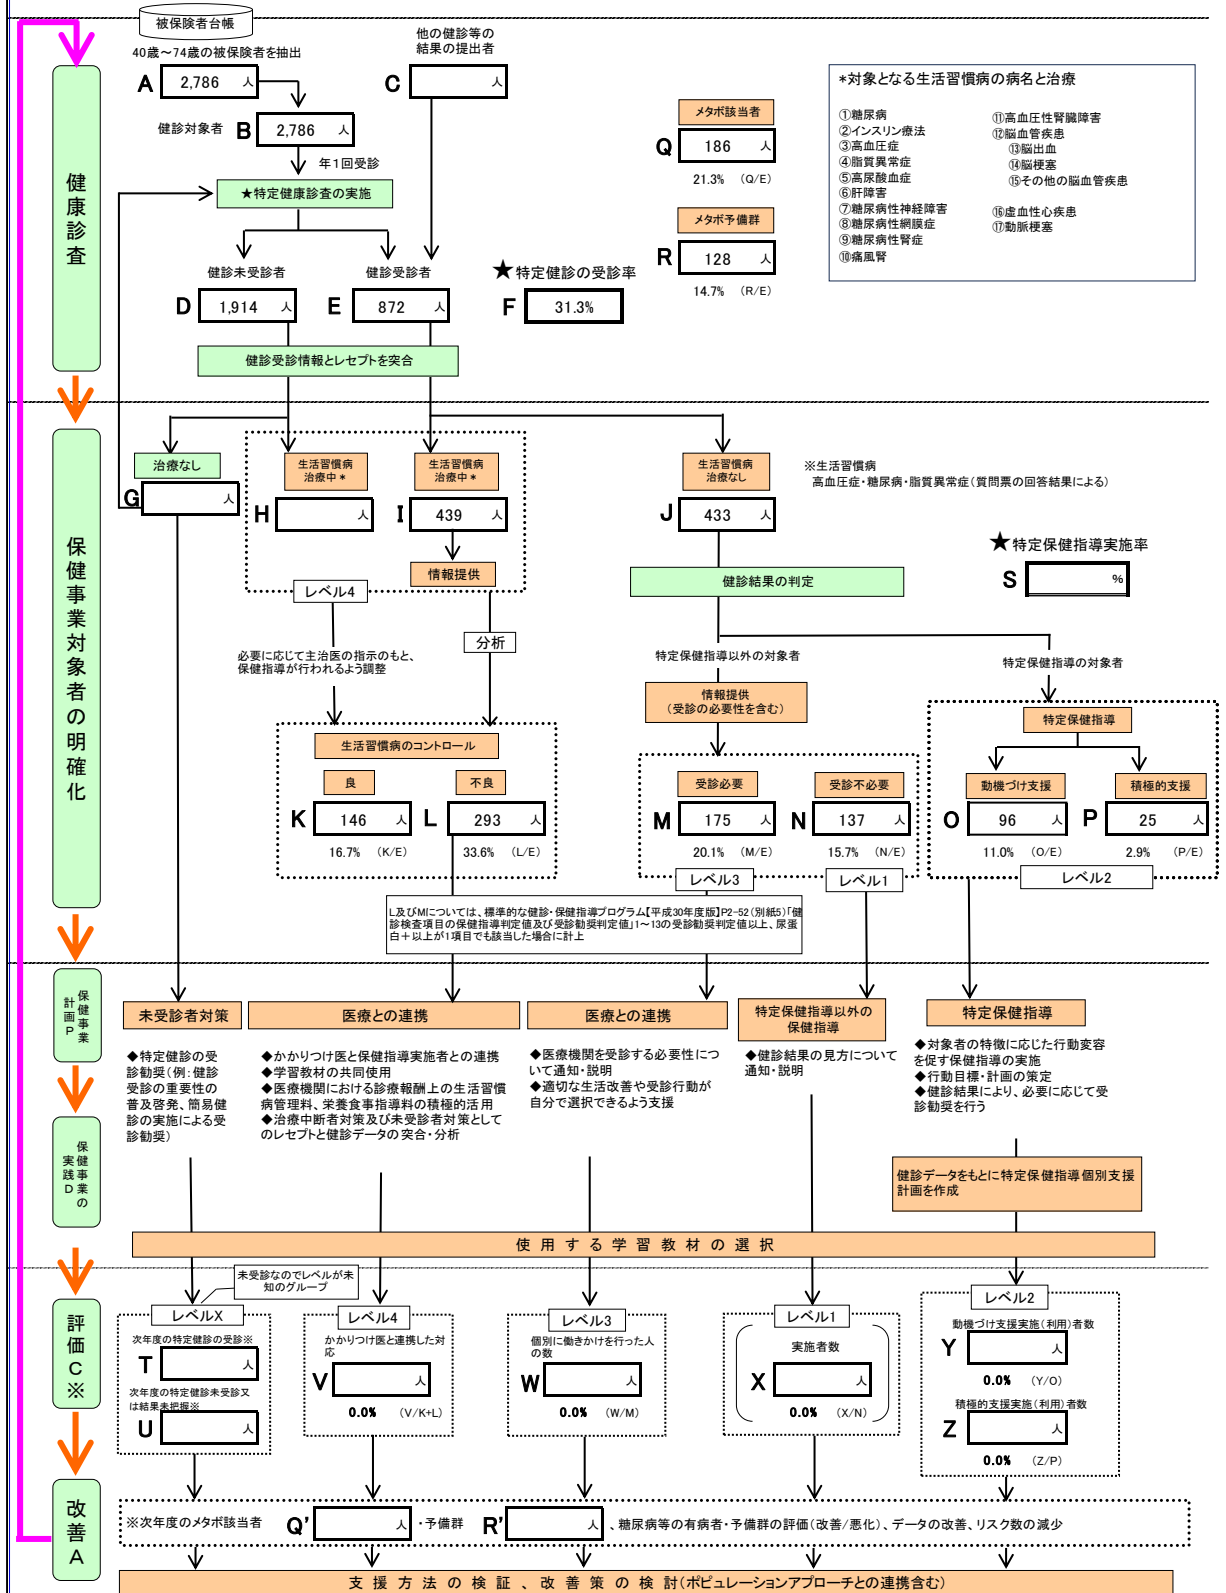 被保険者台帳
40歳～74歳の被保険者を抽出
A 2,786 人
他の健診等の
結果の提出者
C 人
健診対象者 B 2,786 人
年1回受診
★特定健康診査の実施
健康診査
健診未受診者
D 1,914 人
健診受診者
E 872 人
★特定健診の受診率
F 31.3%
メタボ該当者
Q 186 人
21.3% (Q/E)
メタボ予備群
R 128 人
14.7% (R/E)
*対象となる生活習慣病の病名と治療
①糖尿病
②インスリン療法
③高血圧症
④脂質異常症
⑤高尿酸血症
⑥肝障害
⑦糖尿病性神経障害
⑧糖尿病性網膜症
⑨糖尿病性腎症
⑩痛風腎
⑪高血圧性腎臓障害
⑫脳血管疾患
⑬脳出血
⑭脳梗塞
⑮その他の脳血管疾患
⑯虚血性心疾患
⑰動脈梗塞
健診受診情報とレセプトを突合
保健事業対象者の明確化
治療なし
G 人
生活習慣病
治療中*
H 人
生活習慣病
治療中*
I 439 人
情報提供
レベル4
生活習慣病
治療なし
J 433 人
※生活習慣病
高血圧症・糖尿病・脂質異常症(質問票の回答結果による)
★特定保健指導実施率
S %
健診結果の判定
必要に応じて主治医の指示のもと、
保健指導が行われるよう調整
分析
特定保健指導以外の対象者
特定保健指導の対象者
情報提供
(受診の必要性を含む)
生活習慣病のコントロール
良
K 146 人
16.7% (K/E)
不良
L 293 人
33.6% (L/E)
受診必要
M 175 人
20.1% (M/E)
レベル3
受診不必要
N 137 人
15.7% (N/E)
レベル1
特定保健指導
動機づけ支援
O 96 人
11.0% (O/E)
積極的支援
P 25 人
2.9% (P/E)
レベル2
L及びMについては、標準的な健診・保健指導プログラム【平成30年度版】P2-52(別紙5)「健
診検査項目の保健指導判定値及び受診勧奨判定値」1～13の受診勧奨判定値以上、尿蛋
白+以上が1項目でも該当した場合に計上
保健事業
計画P
未受診者対策
◆特定健診の受
診勧奨(例:健診
受診の重要性の
普及啓発、簡易健
診の実施による受
診勧奨)
医療との連携
◆かかりつけ医と保健指導実施者との連携
◆学習教材の共同使用
◆医療機関における診療報酬上の生活習慣
病管理料、栄養食事指導料の積極的活用
◆治療中断者対策及び未受診者対策として
のレセプトと健診データの突合・分析
医療との連携
◆医療機関を受診する必要性につ
いて通知・説明
◆適切な生活改善や受診行動が
自分で選択できるよう支援
特定保健指導以外の
保健指導
◆健診結果の見方について
通知・説明
特定保健指導
◆対象者の特徴に応じた行動変容
を促す保健指導の実施
◆行動目標・計画の策定
◆健診結果により、必要に応じて受
診勧奨を行う
保健事業の
実践D
健診データをもとに特定保健指導個別支援
計画を作成
使用する学習教材の選択
未受診なのでレベルが未
知のグループ
評価C※
レベルX
次年度の特定健診の受診※
T 人
次年度の特定健診未受診又
は結果未把握※
U 人
レベル4
かかりつけ医と連携した対
応
V 人
0.0% (V/K+L)
レベル3
個別に働きかけを行った人
の数
W 人
0.0% (W/M)
レベル1
実施者数
X 人
0.0% (X/N)
レベル2
動機づけ支援実施(利用)者数
Y 人
0.0% (Y/O)
積極的支援実施(利用)者数
Z 人
0.0% (Z/P)
改善A
※次年度のメタボ該当者 Q' 人 ・予備群 R' 人 、糖尿病等の有病者・予備群の評価(改善/悪化)、データの改善、リスク数の減少
支援方法の検証、改善策の検討(ポピュレーションアプローチとの連携含む)